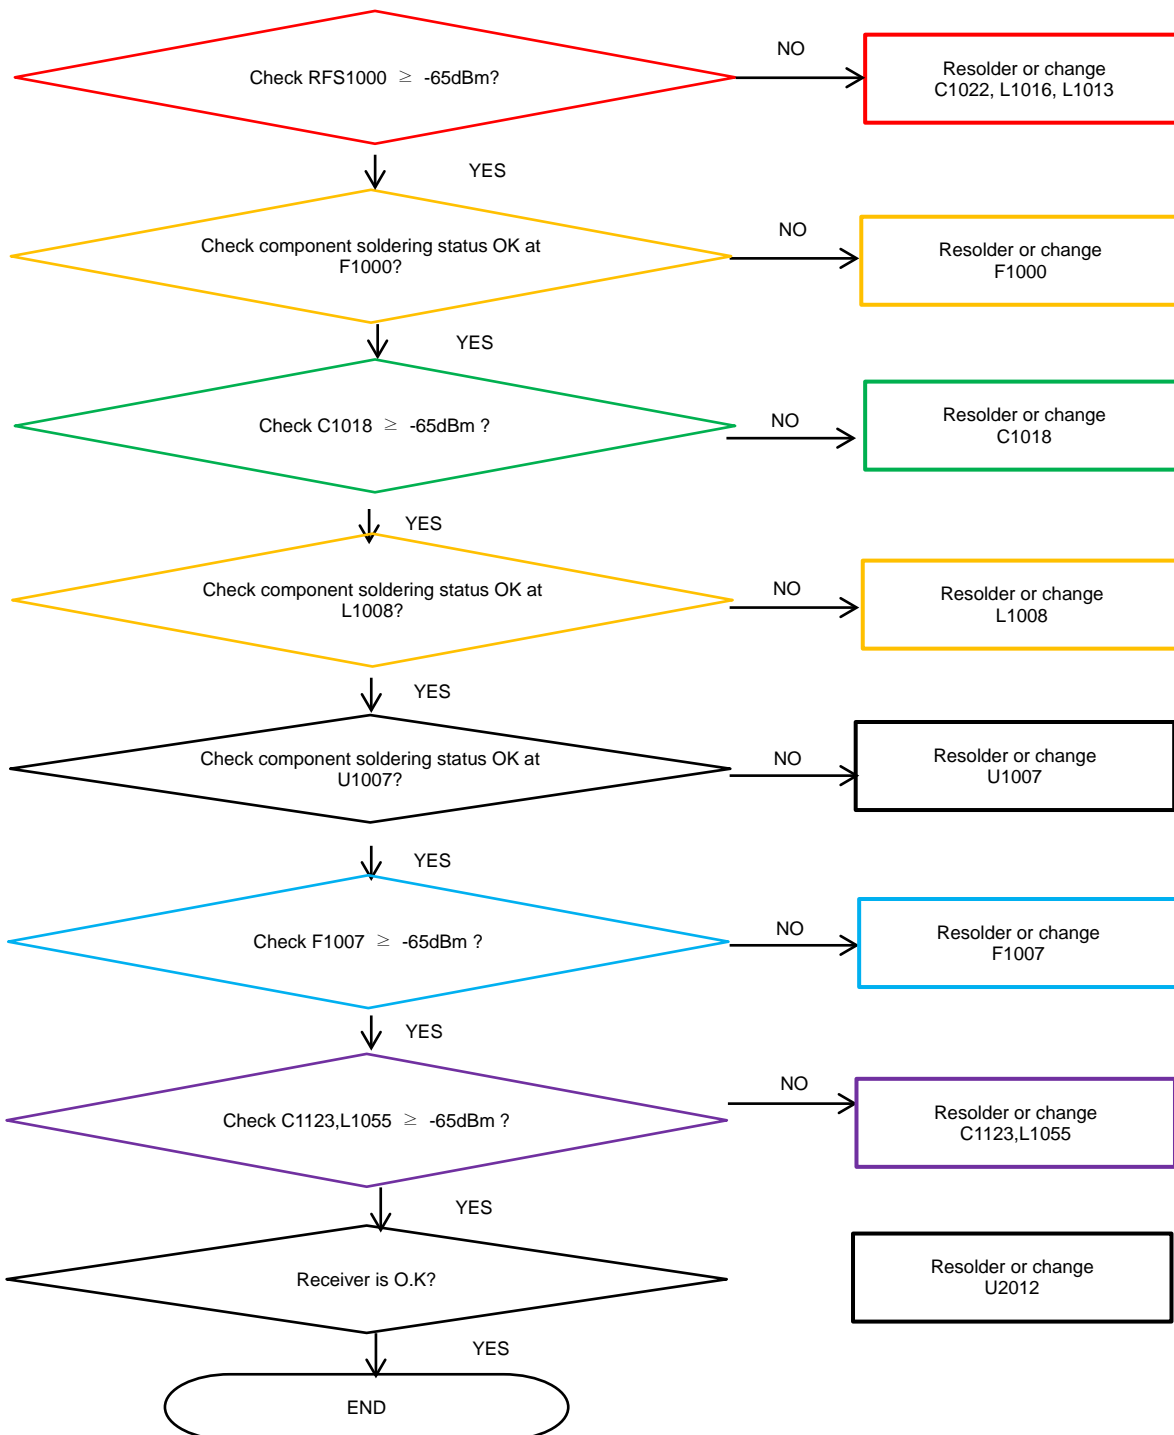 Check RFS1000 ≥ -65dBm?
NO
Resolder or change
C1022, L1016, L1013
YES
Check component soldering status OK at
F1000?
NO
Resolder or change
F1000
YES
Check C1018 ≥ -65dBm ?
NO
Resolder or change
C1018
YES
Check component soldering status OK at
L1008?
NO
Resolder or change
L1008
YES
Check component soldering status OK at
U1007?
NO
Resolder or change
U1007
YES
Check F1007 ≥ -65dBm ?
NO
Resolder or change
F1007
YES
Check C1123,L1055 ≥ -65dBm ?
NO
Resolder or change
C1123,L1055
YES
Receiver is O.K?
Resolder or change
U2012
YES
END